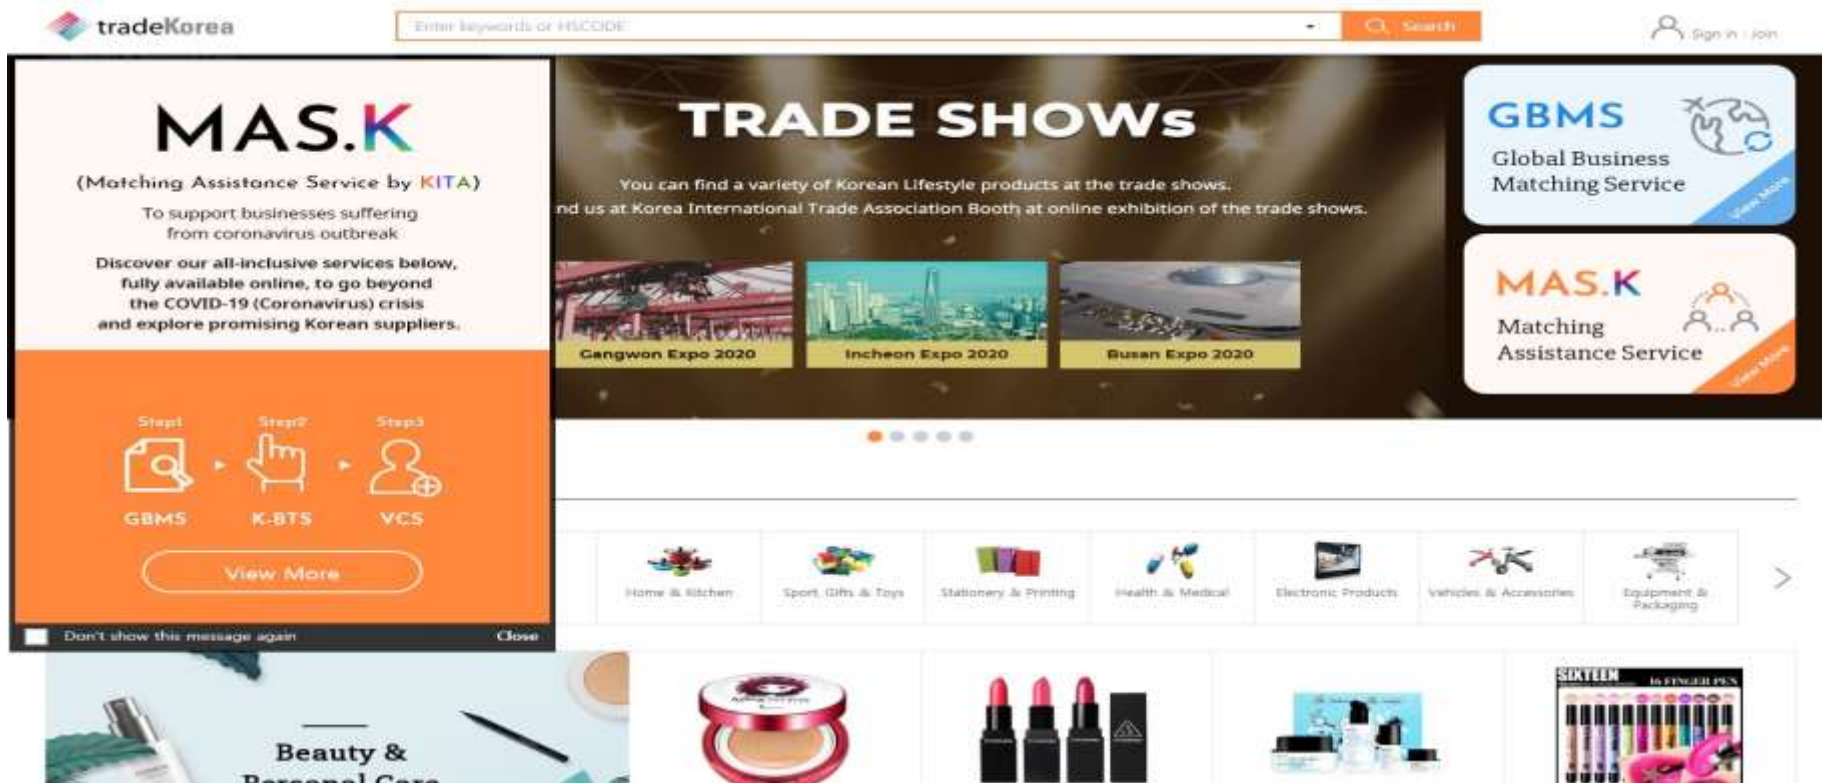 tradeKorea
Enter keywords or HSCODE
Search
Sign in
Join
MAS.K
(Matching Assistance Service by KITA)
To support businesses suffering
from coronavirus outbreak
Discover our all-inclusive services below,
fully available online, to go beyond
the COVID-19 (Coronavirus) crisis
and explore promising Korean suppliers.
Step1
Step2
Step3
GBMS
K-BTS
VCS
View More
Don't show this message again
Close
TRADE SHOWs
You can find a variety of Korean Lifestyle products at the trade shows.
nd us at Korea International Trade Association Booth at online exhibition of the trade shows.
Gangwon Expo 2020
Incheon Expo 2020
Busan Expo 2020
GBMS
Global Business
Matching Service
View More
MAS.K
Matching
Assistance Service
View More
Home & Kitchen
Sport, Gifts & Toys
Stationery & Printing
Health & Medical
Electronic Products
Vehicles & Accessories
Equipment &
Packaging
Beauty &
Personal Care
SIXTEEN
16 FINGER PEN